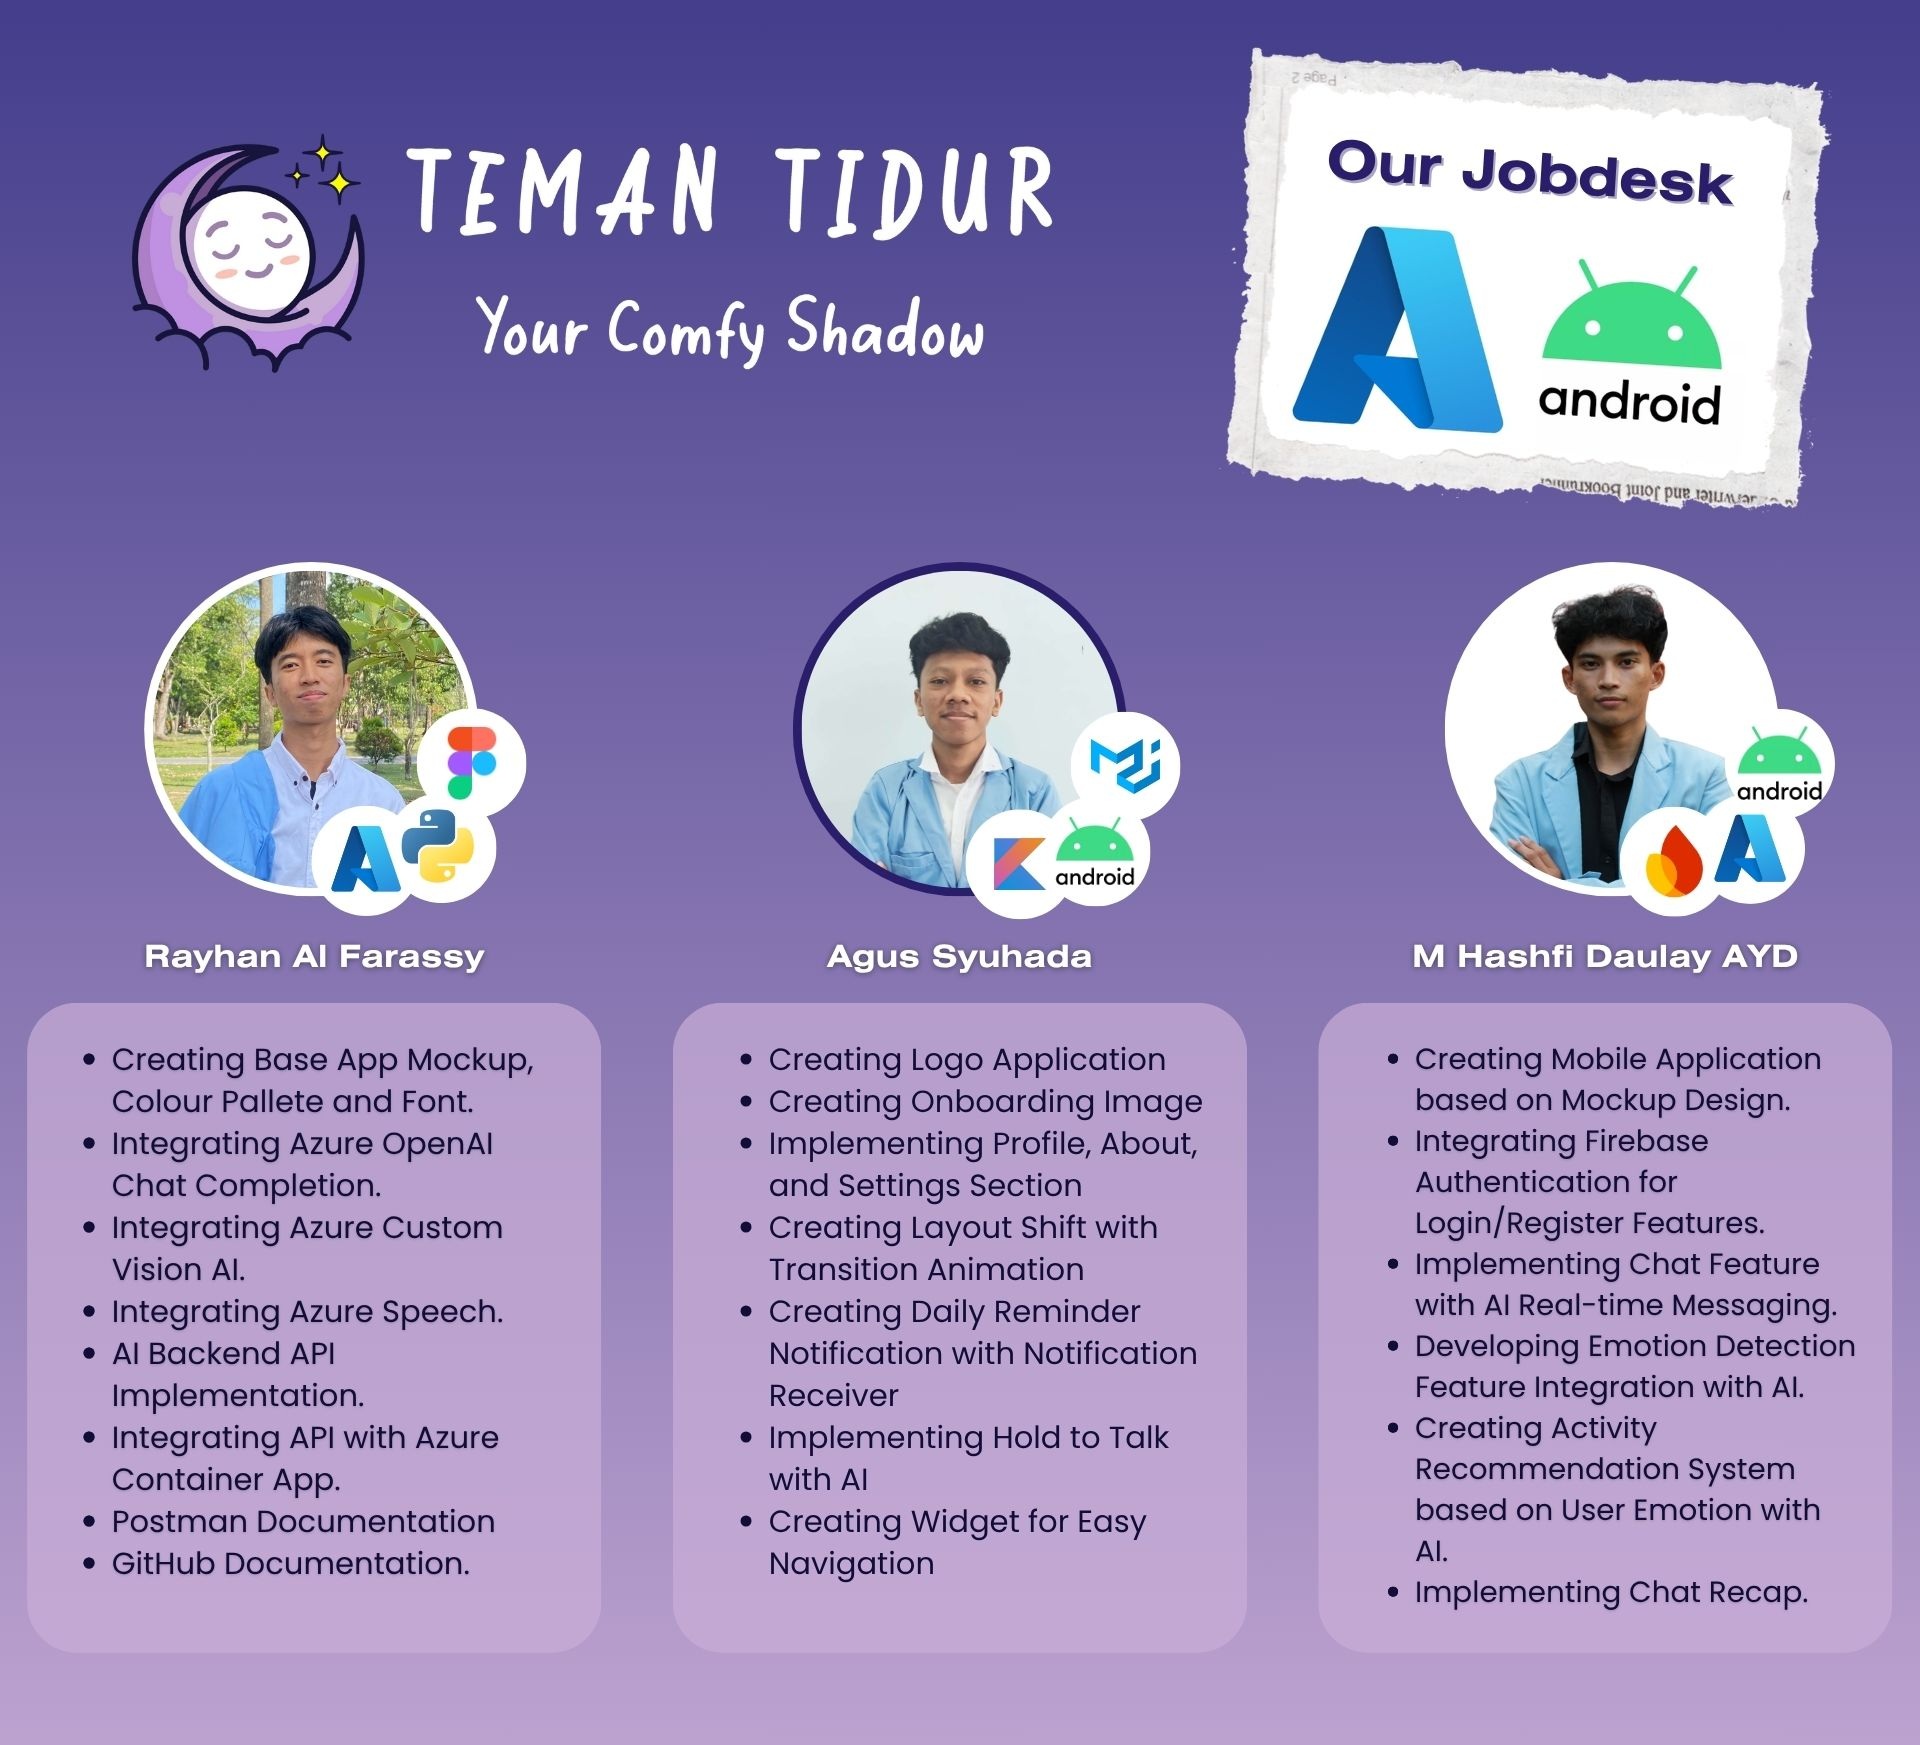 TEMAN TIDUR
Your Comfy Shadow
Page 2
Our Jobdesk
android
and Joint Bookrunner
android
android
Rayhan Al Farassy
Creating Base App Mockup,
Colour Pallete and Font.
Integrating Azure OpenAI
Chat Completion.
Integrating Azure Custom
Vision AI.
Integrating Azure Speech.
AI Backend API
Implementation.
Integrating API with Azure
Container App.
Postman Documentation
GitHub Documentation.
Agus Syuhada
Creating Logo Application
Creating Onboarding Image
Implementing Profile, About,
and Settings Section
Creating Layout Shift with
Transition Animation
Creating Daily Reminder
Notification with Notification
Receiver
Implementing Hold to Talk
with AI
Creating Widget for Easy
Navigation
M Hashfi Daulay AYD
Creating Mobile Application
based on Mockup Design.
Integrating Firebase
Authentication for
Login/Register Features.
Implementing Chat Feature
with AI Real-time Messaging.
Developing Emotion Detection
Feature Integration with AI.
Creating Activity
Recommendation System
based on User Emotion with
AI.
Implementing Chat Recap.